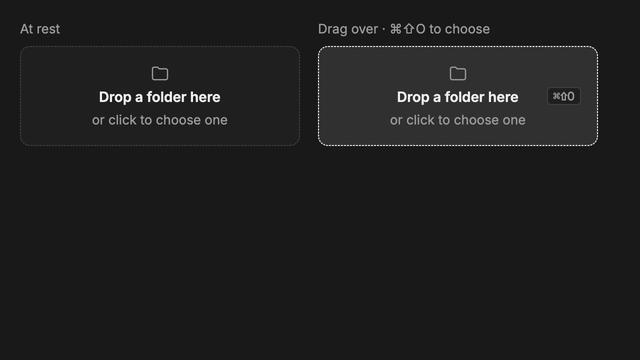 At rest
Drop a folder here
or click to choose one
Drag over · ⌘⇧O to choose
Drop a folder here
⌘⇧O
or click to choose one